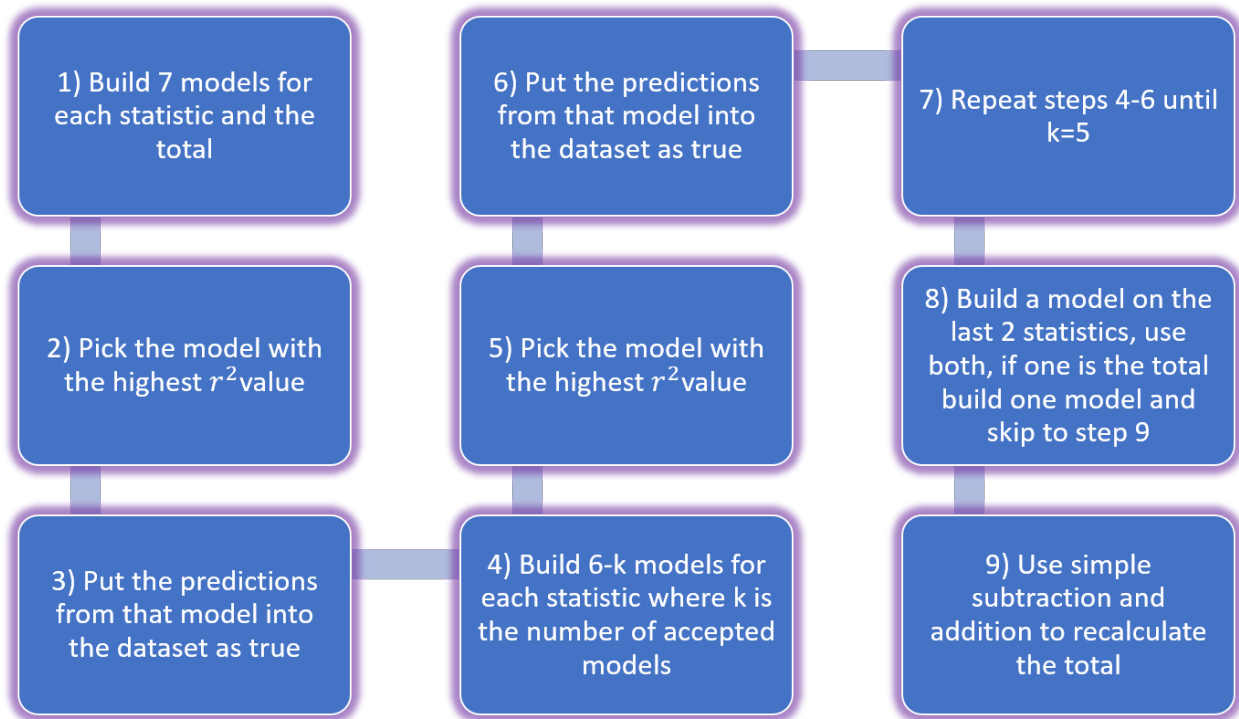 1) Build 7 models for
each statistic and the
total
2) Pick the model with
the highest r² value
3) Put the predictions
from that model into
the dataset as true
4) Build 6-k models for
each statistic where k is
the number of accepted
models
5) Pick the model with
the highest r² value
6) Put the predictions
from that model into
the dataset as true
7) Repeat steps 4-6 until
k=5
8) Build a model on the
last 2 statistics, use
both, if one is the total
build one model and
skip to step 9
9) Use simple
subtraction and
addition to recalculate
the total